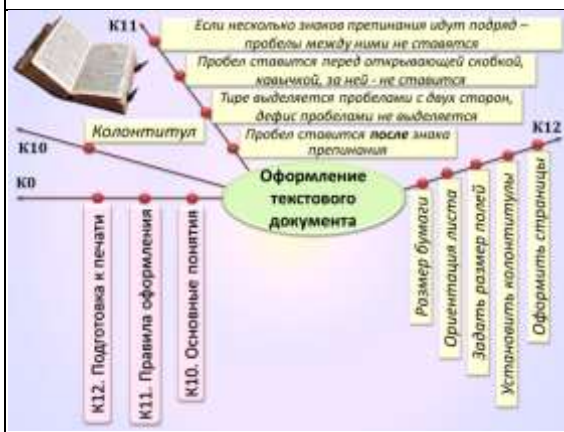 К11
Если несколько знаков препинания идут подряд –
пробелы между ними не ставятся
Пробел ставится перед открывающей скобкой,
кавычкой, за ней - не ставится
Тире выделяется пробелами с двух сторон,
дефис пробелами не выделяется
Пробел ставится после знака
препинания
Колонтитул
К10
К12
К0
Оформление
текстового
документа
К12. Подготовка к печати
К11. Правила оформления
К10. Основные понятия
Размер бумаги
Ориентация листа
Задать размер полей
Установить колонтитулы
Оформить страницы